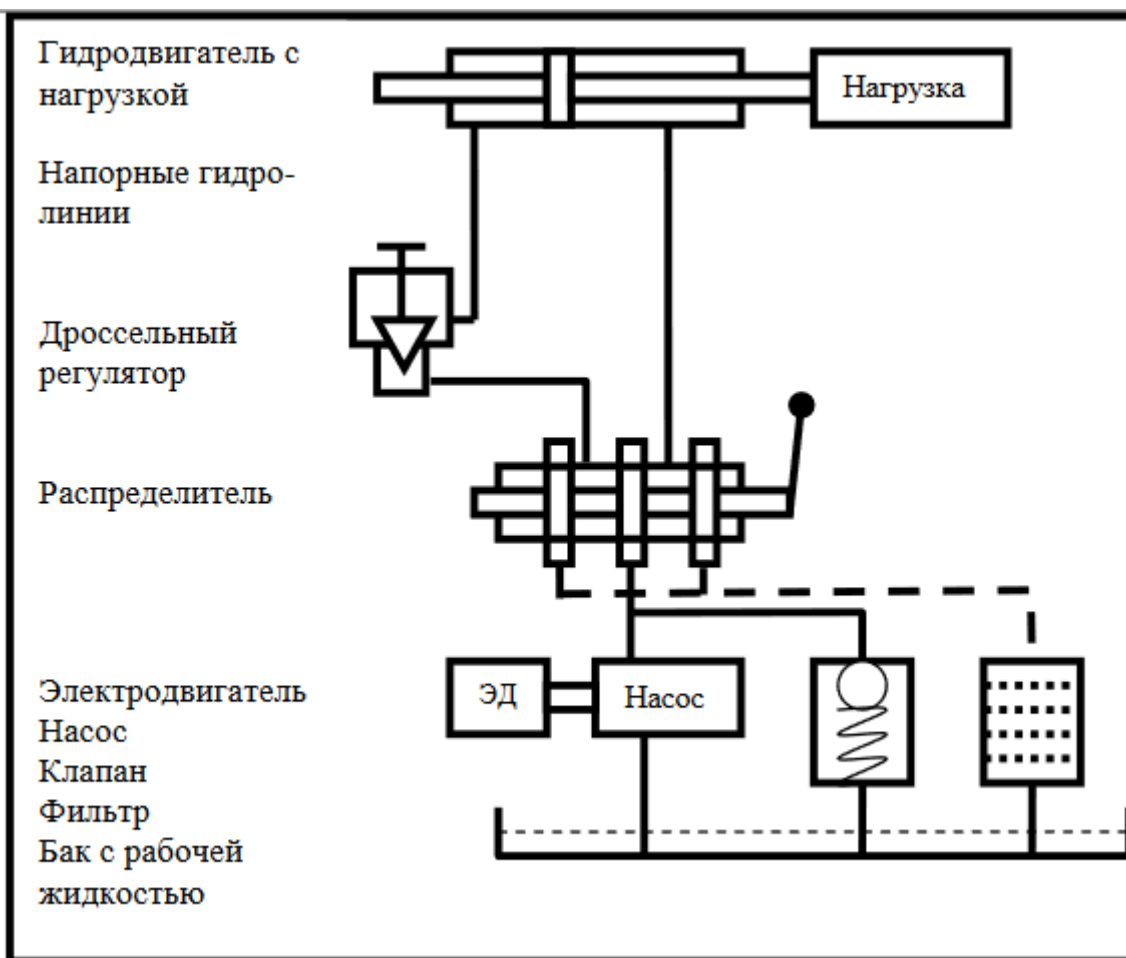 Гидродвигатель с
нагрузкой
Нагрузка
Напорные гидро-
линии
Дроссельный
регулятор
Распределитель
Электродвигатель
Насос
Клапан
Фильтр
Бак с рабочей
жидкостью
ЭД
Насос